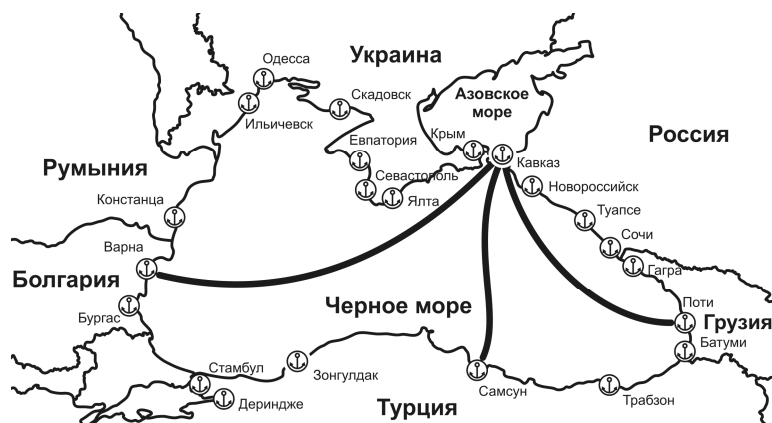 Украина
Одесса
Скадовск
Ильичевск
Азовское
море
Крым
Кавказ
Россия
Евпатория
Севастополь
Ялта
Новороссийск
Туапсе
Сочи
Гагра
Румыния
Констанца
Варна
Болгария
Бургас
Черное море
Поти
Грузия
Батуми
Стамбул
Дериндже
Зонгулдак
Турция
Самсун
Трабзон